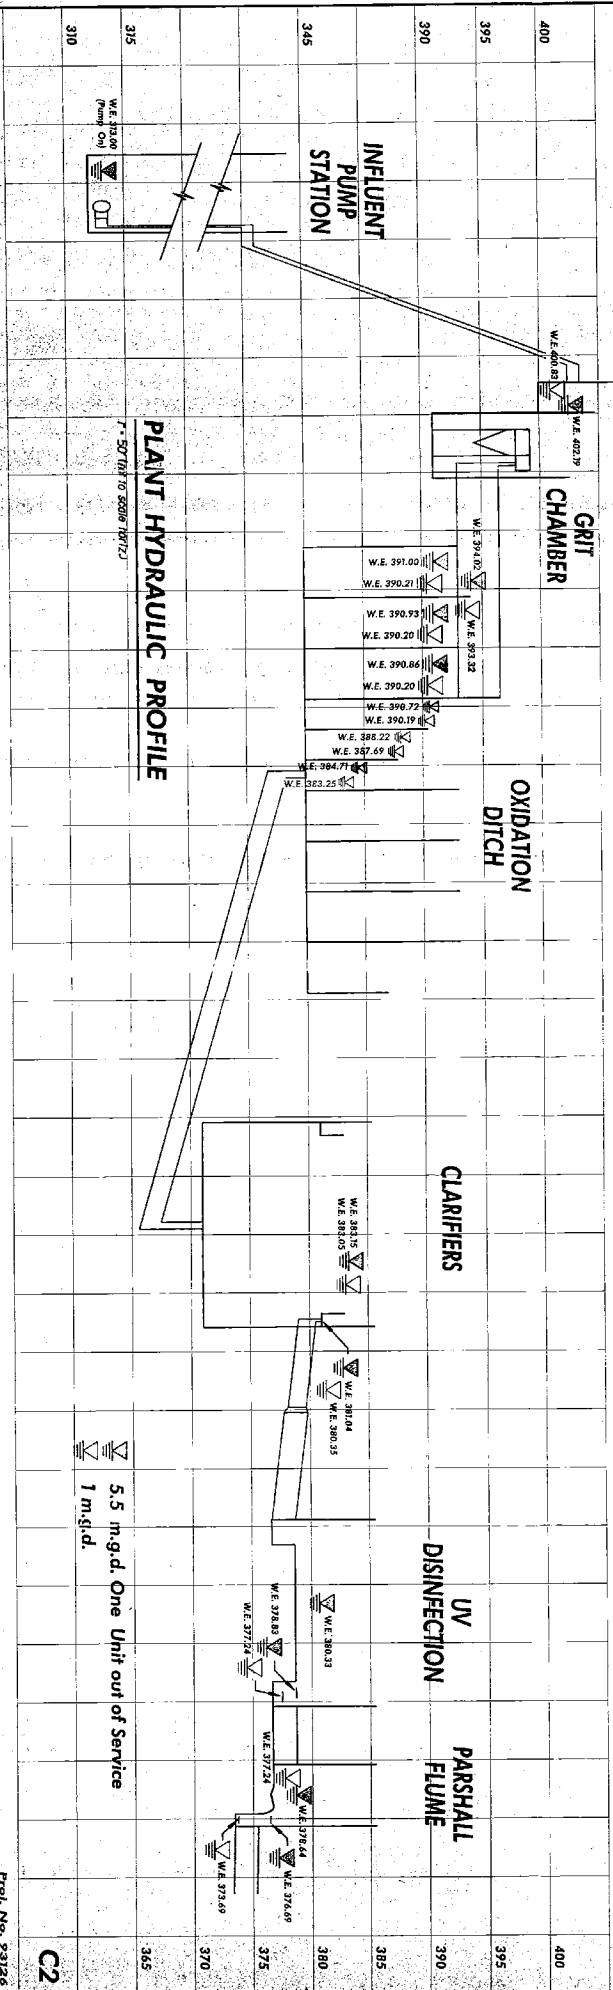 400
395
390
345
315
310
INFLUENT
PUMP
STATION
W.E. 313.00
(Pump On)
W.E. 400.83
W.E. 402.19
GRIT
CHAMBER
PLANT HYDRAULIC PROFILE
W.E. 394.02
W.E. 393.32
W.E. 391.00
W.E. 390.21
W.E. 390.93
W.E. 390.20
W.E. 390.86
W.E. 390.20
W.E. 390.72
W.E. 390.19
W.E. 388.22
W.E. 387.69
W.E. 384.71
W.E. 383.25
OXIDATION
DITCH
CLARIFIERS
W.E. 383.15
W.E. 383.05
W.E. 381.04
W.E. 380.35
5.5 m.g.d. One Unit out of Service
1 m.g.d.
UV
DISINFECTION
W.E. 380.33
W.E. 378.83
W.E. 377.24
PARSHALL
FLUME
W.E. 377.24
W.E. 378.64
W.E. 376.69
W.E. 373.69
400
395
390
385
380
375
370
365
C2
Proj. No. 93126